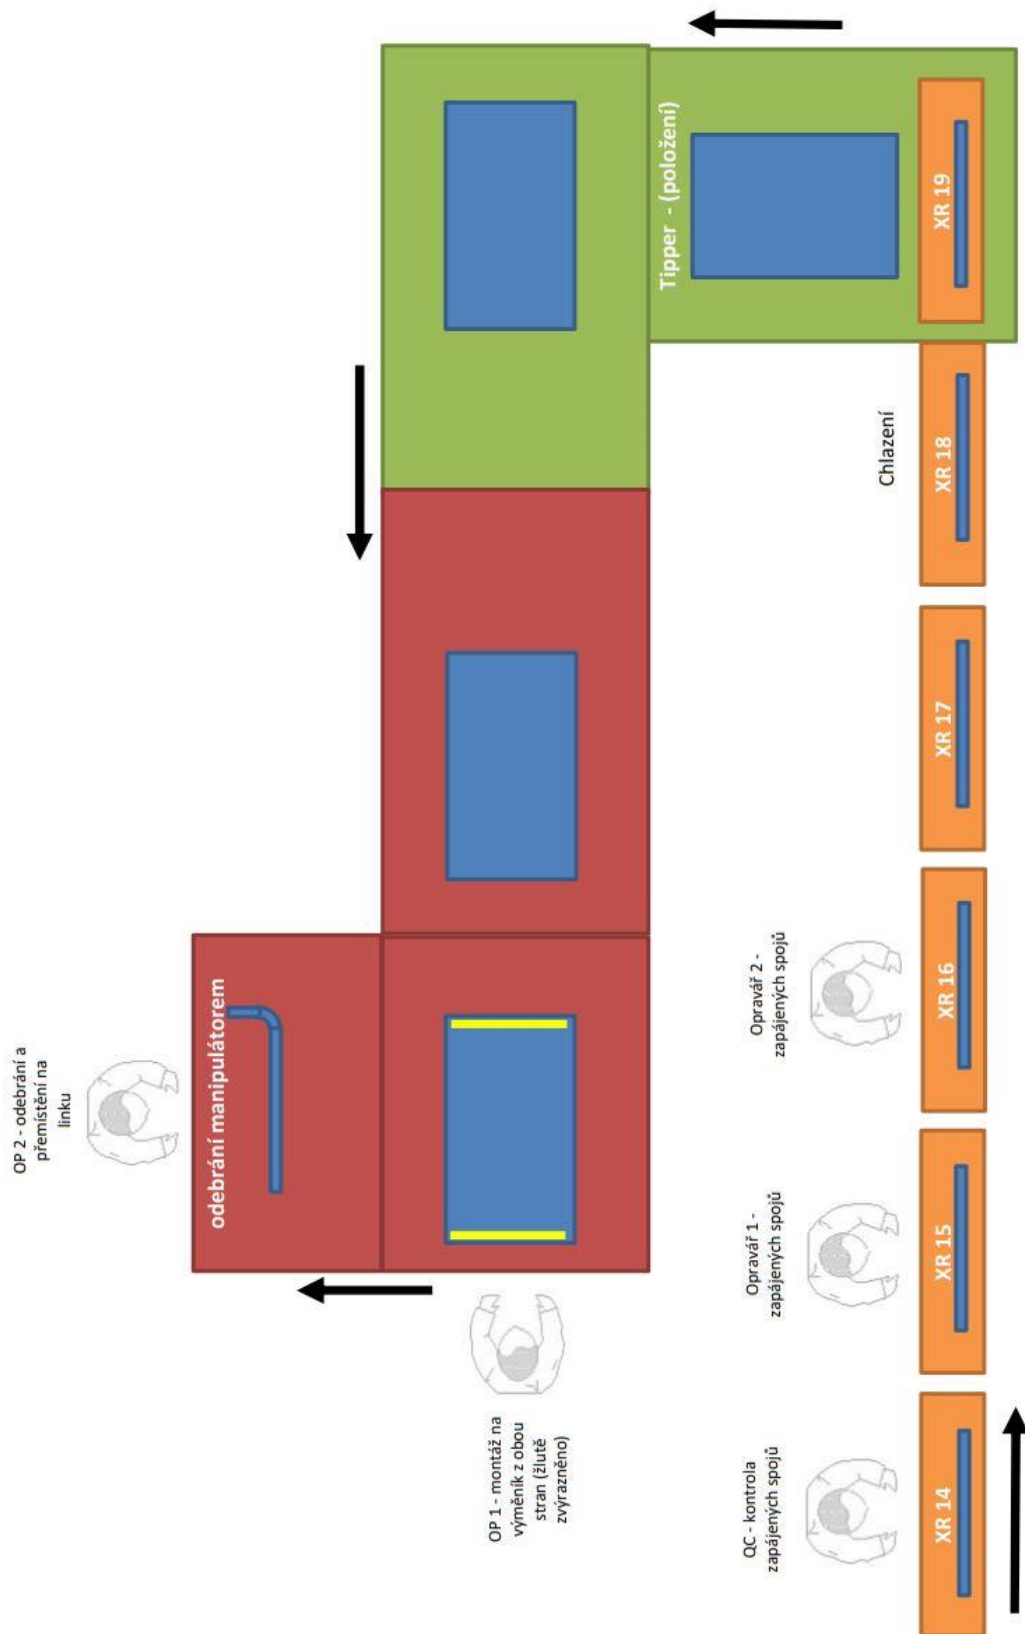 OP 2 - odebrání a
přemístění na
linku
odebrání manipulátorem
Tipper - (položení)
OP 1 - montáž na
výměník z obou
stran (žlutě
zvýrazněno)
QC - kontrola
zapájených spojů
Opravář 1 -
zapájených spojů
Opravář 2 -
zapájených spojů
Chlazení
XR 14
XR 15
XR 16
XR 17
XR 18
XR 19